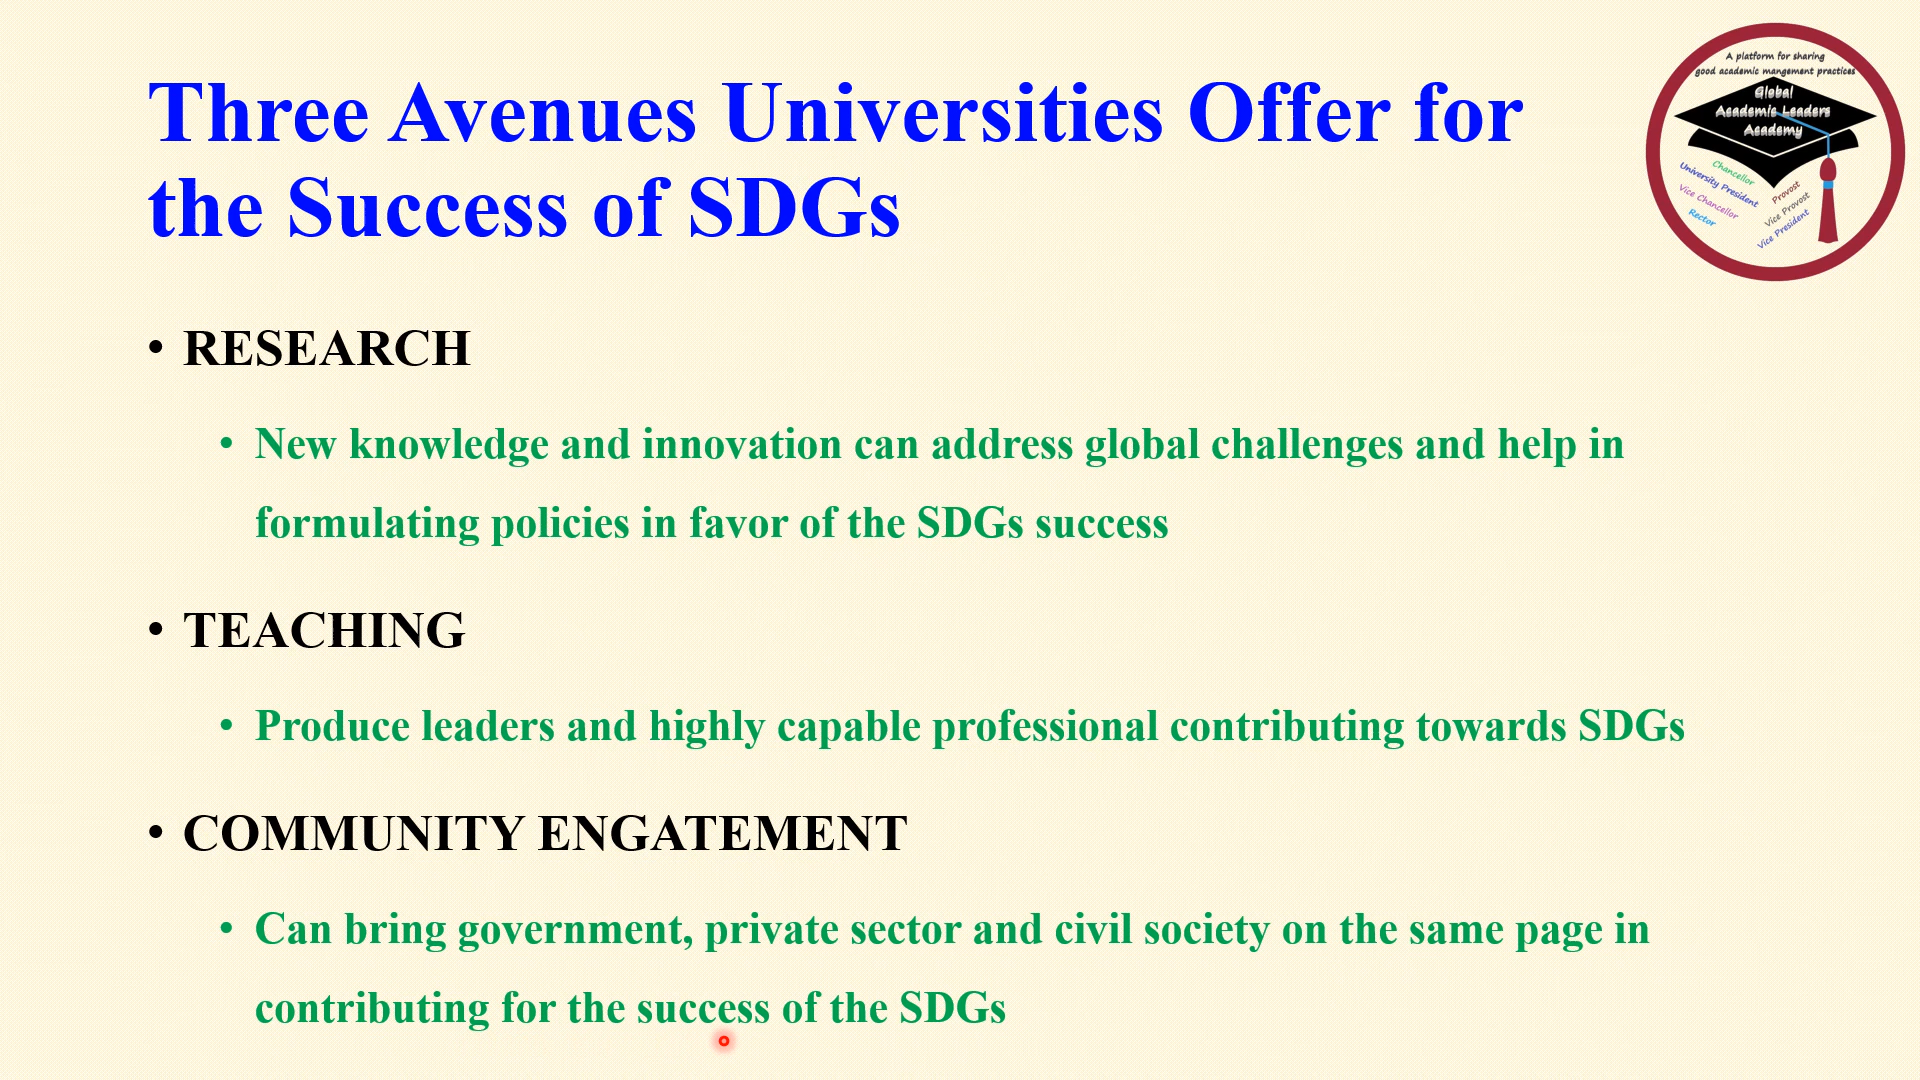 Three Avenues Universities Offer for
the Success of SDGs
A platform for sharing
good academic mangement practices
Global
Academic Leaders
Academy
Chancellor
University President
Vice Chancellor
Rector
Provost
Vice Provost
Vice President
• RESEARCH
• New knowledge and innovation can address global challenges and help in
formulating policies in favor of the SDGs success
• TEACHING
• Produce leaders and highly capable professional contributing towards SDGs
• COMMUNITY ENGATEMENT
• Can bring government, private sector and civil society on the same page in
contributing for the success of the SDGs